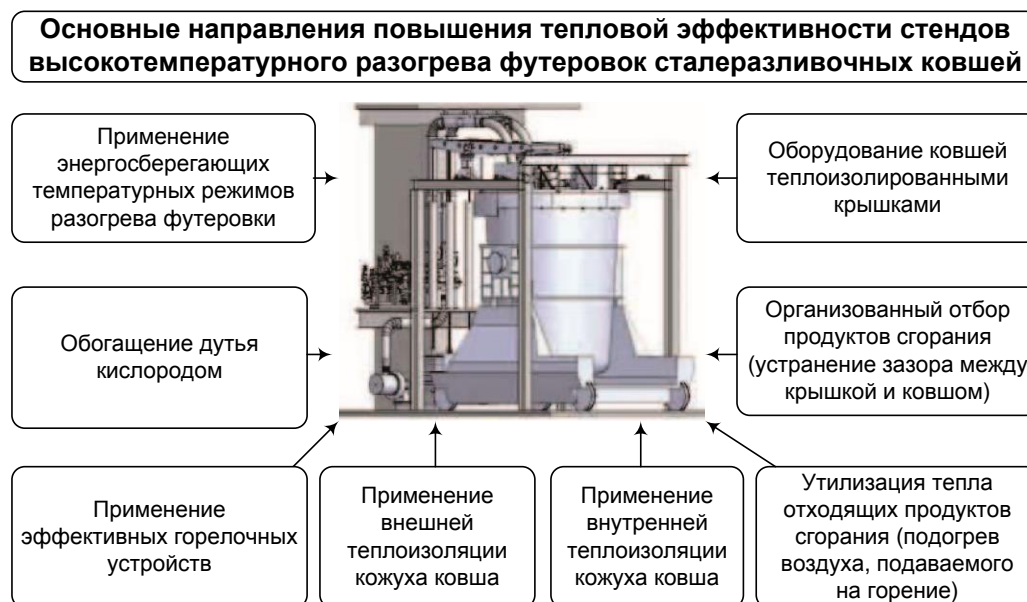 Основные направления повышения тепловой эффективности стендов
высокотемпературного разогрева футеровок сталеразливочных ковшей
Применение
энергосберегающих
температурных режимов
разогрева футеровки
Оборудование ковшей
теплоизолированными
крышками
Обогащение дутья
кислородом
Организованный отбор
продуктов сгорания
(устранение зазора между
крышкой и ковшом)
Применение
эффективных горелочных
устройств
Применение
внешней
теплоизоляции
кожуха ковша
Применение
внутренней
теплоизоляции
кожуха ковша
Утилизация тепла
отходящих продуктов
сгорания (подогрев
воздуха, подаваемого
на горение)